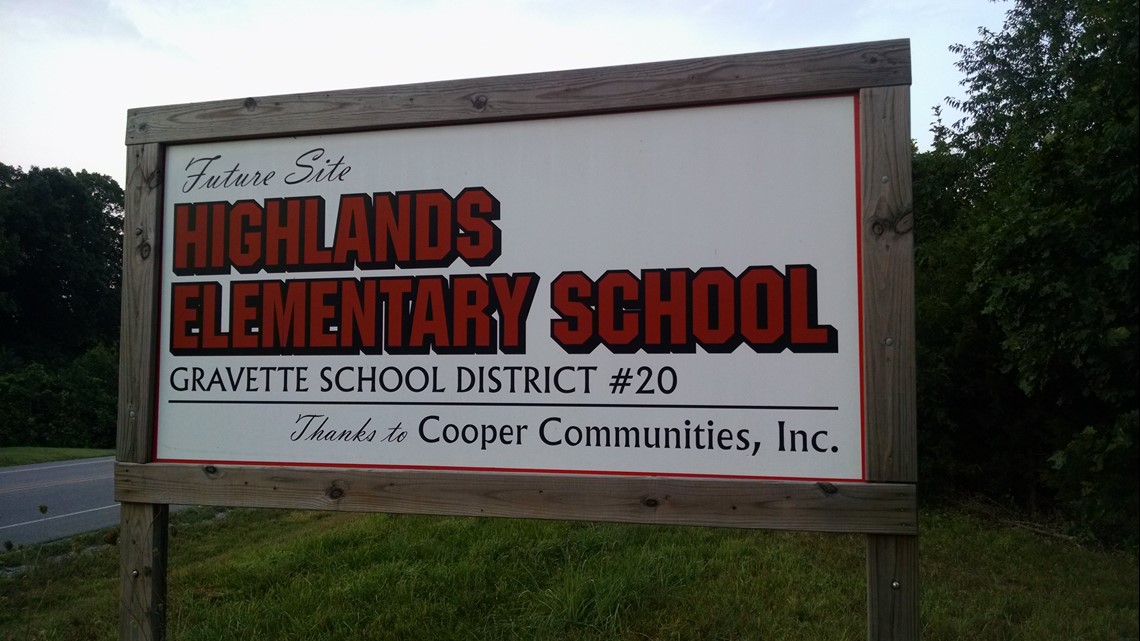 Future Site
HIGHLANDS
ELEMENTARY SCHOOL
GRAVETTE SCHOOL DISTRICT #20
Thanks to Cooper Communities, Inc.